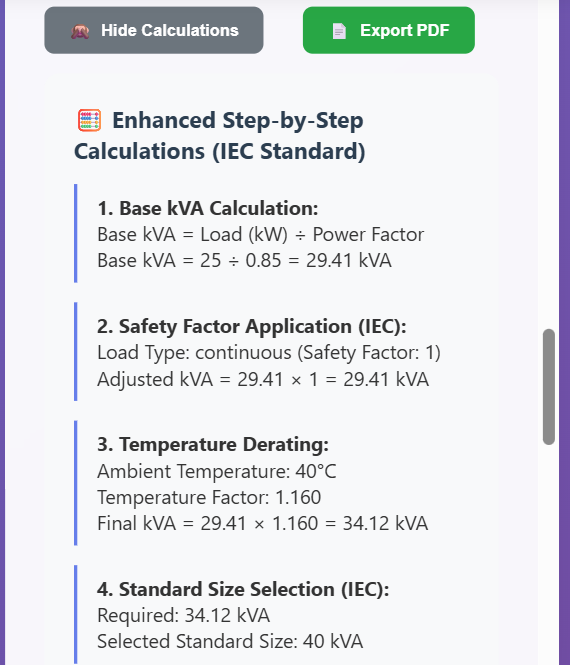 Hide Calculations
Export PDF
Enhanced Step-by-Step
Calculations (IEC Standard)
1. Base kVA Calculation:
Base kVA = Load (kW) ÷ Power Factor
Base kVA = 25 ÷ 0.85 = 29.41 kVA
2. Safety Factor Application (IEC):
Load Type: continuous (Safety Factor: 1)
Adjusted kVA = 29.41 × 1 = 29.41 kVA
3. Temperature Derating:
Ambient Temperature: 40°C
Temperature Factor: 1.160
Final kVA = 29.41 × 1.160 = 34.12 kVA
4. Standard Size Selection (IEC):
Required: 34.12 kVA
Selected Standard Size: 40 kVA